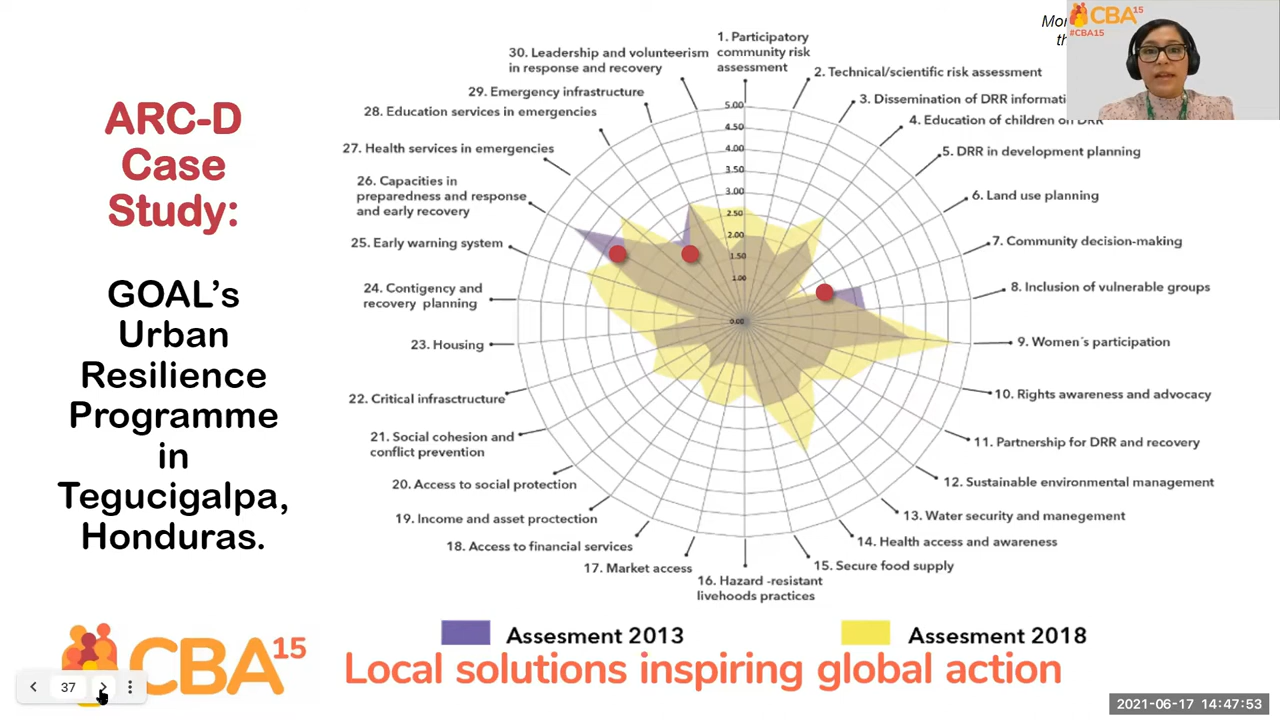 ARC-D
Case
Study:
GOAL's
Urban
Resilience
Programme
in
Tegucigalpa,
Honduras.
1. Participatory
community risk
assessment
2. Technical/scientific risk assessment
3. Dissemination of DRR
4. Education of children on DRR
5. DRR in development planning
6. Land use planning
7. Community decision-making
8. Inclusion of vulnerable groups
9. Women´s participation
10. Rights awareness and advocacy
11. Partnership for DRR and recovery
12. Sustainable environmental management
13. Water security and manegement
14. Health access and awareness
15. Secure food supply
16. Hazard -resistant
livehoods practices
17. Market access
18. Access to financial services
19. Income and asset proctection
20. Access to social protection
21. Social cohesion and
conflict prevention
22. Critical infrasctructure
23. Housing
24. Contigency and
recovery planning
25. Early warning system
26. Capacities in
preparedness and response
and early recovery
27. Health services in emergencies
28. Education services in emergencies
29. Emergency infrastructure
30. Leadership and volunteerism
in response and recovery
5.00
4.50
4.00
3.50
3.00
2.50
2.00
1.50
1.00
0.00
Assesment 2013
Assesment 2018
CBA15
Local solutions inspiring global action
37
CBA15
#CBA15
2021-06-17 14:47:53